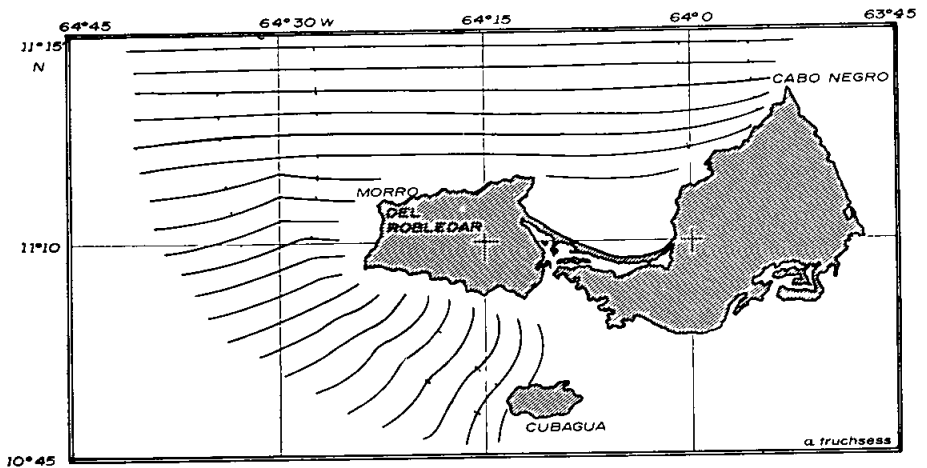 64°45
64°30 W
64°15
64°0
63°45
11°15'
N
CABO NEGRO
MORRO
DEL
ROBLEDAR
11°10
CUBAGUA
a truchsess
10°45